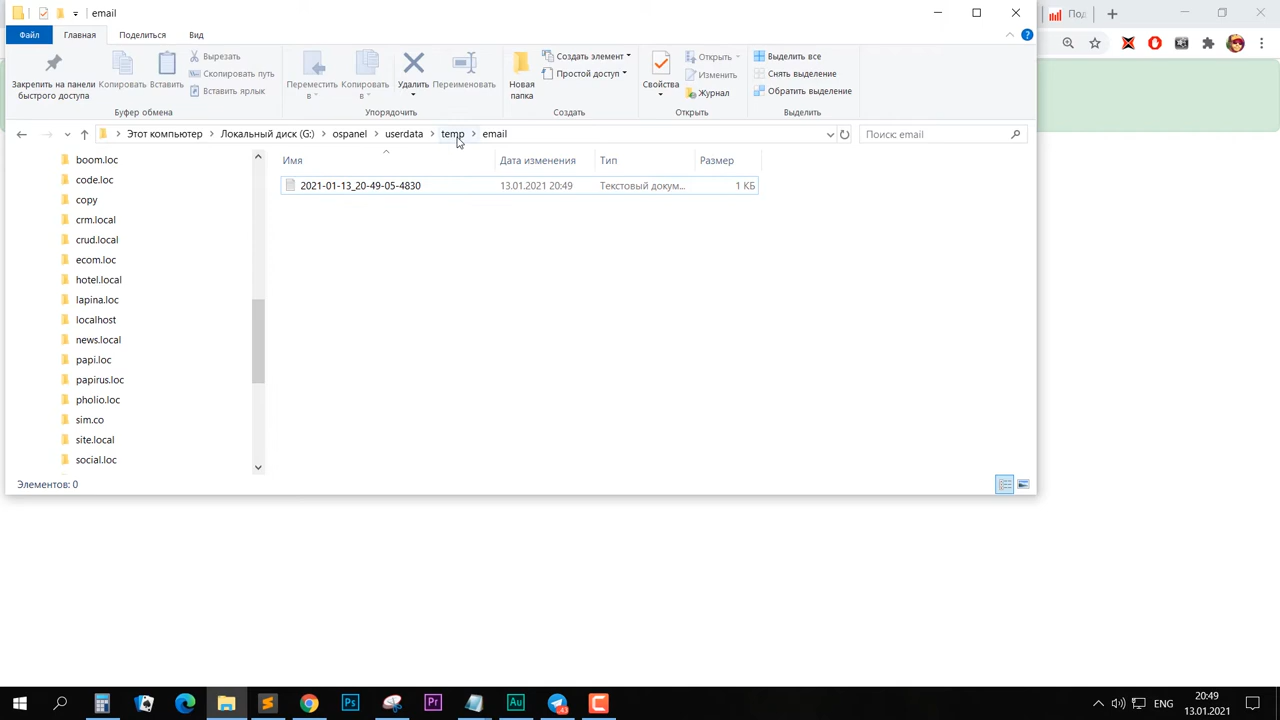 email
Под
Файл Главная Поделиться Вид
Закрепить на панели быстрого доступа
Копировать
Вставить
Вырезать
Скопировать путь
Вставить ярлык
Буфер обмена
Переместить в
Копировать в
Удалить
Переименовать
Упорядочить
Новая папка
Создать элемент
Простой доступ
Создать
Свойства
Открыть
Изменить
Журнал
Открыть
Выделить все
Снять выделение
Обратить выделение
Выделить
Этот компьютер > Локальный диск (G:) > ospanel > userdata > temp > email
Поиск: email
Имя Дата изменения Тип Размер
2021-01-13_20-49-05-4830 13.01.2021 20:49 Текстовый докум... 1 КБ
boom.loc
code.loc
copy
crm.local
crud.local
ecom.loc
hotel.local
lapina.loc
localhost
news.local
papi.loc
papirus.loc
pholio.loc
sim.co
site.local
social.loc
Элементов: 0
Ps
Pr
Au
ENG
20:49
13.01.2021